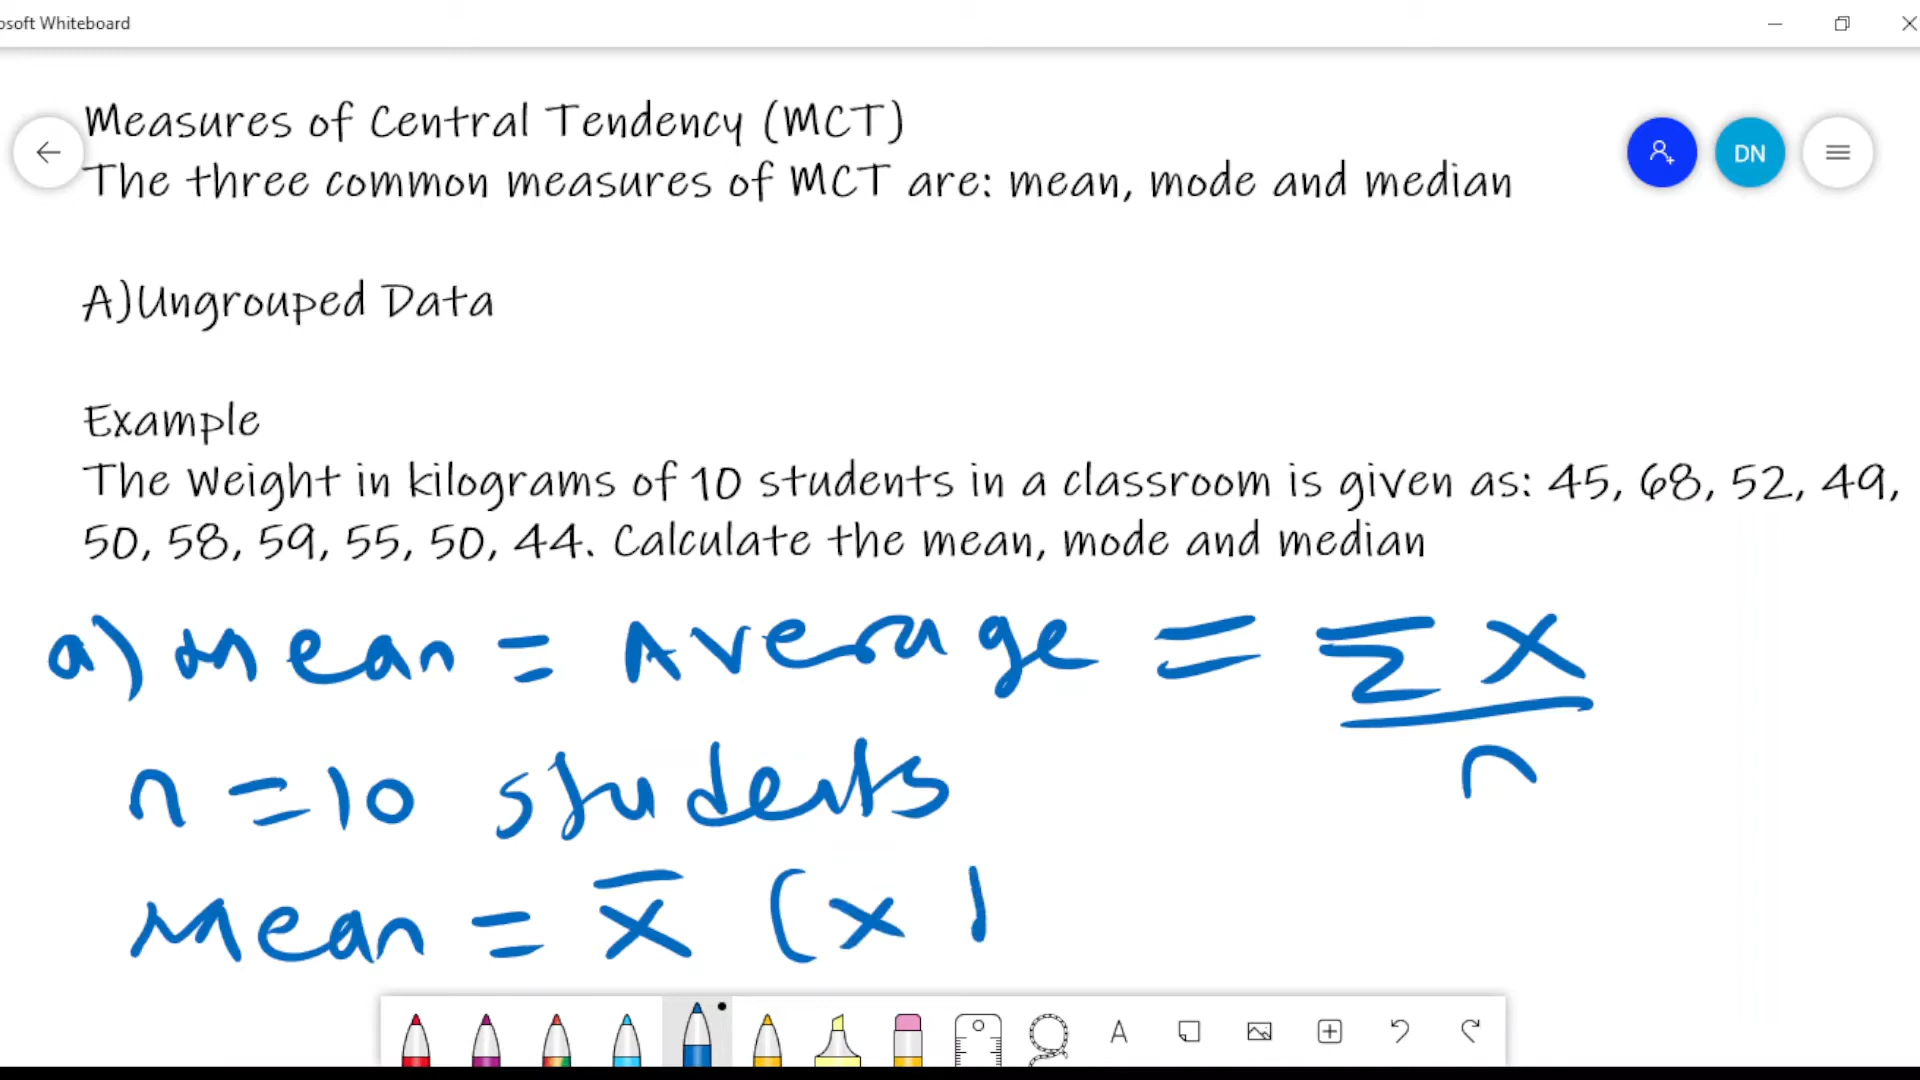 osoft Whiteboard
Measures of Central Tendency (MCT)
DN
The three common measures of MCT are: mean, mode and median
A)Ungrouped Data
Example
The Weight in kilograms of 10 students in a classroom is given as: 45, 68, 52, 49,
50, 58, 59, 55, 50, 44. Calculate the mean, mode and median
a) Mean = Average = Σx/n
n = 10 students
Mean = x̄ (x b
A